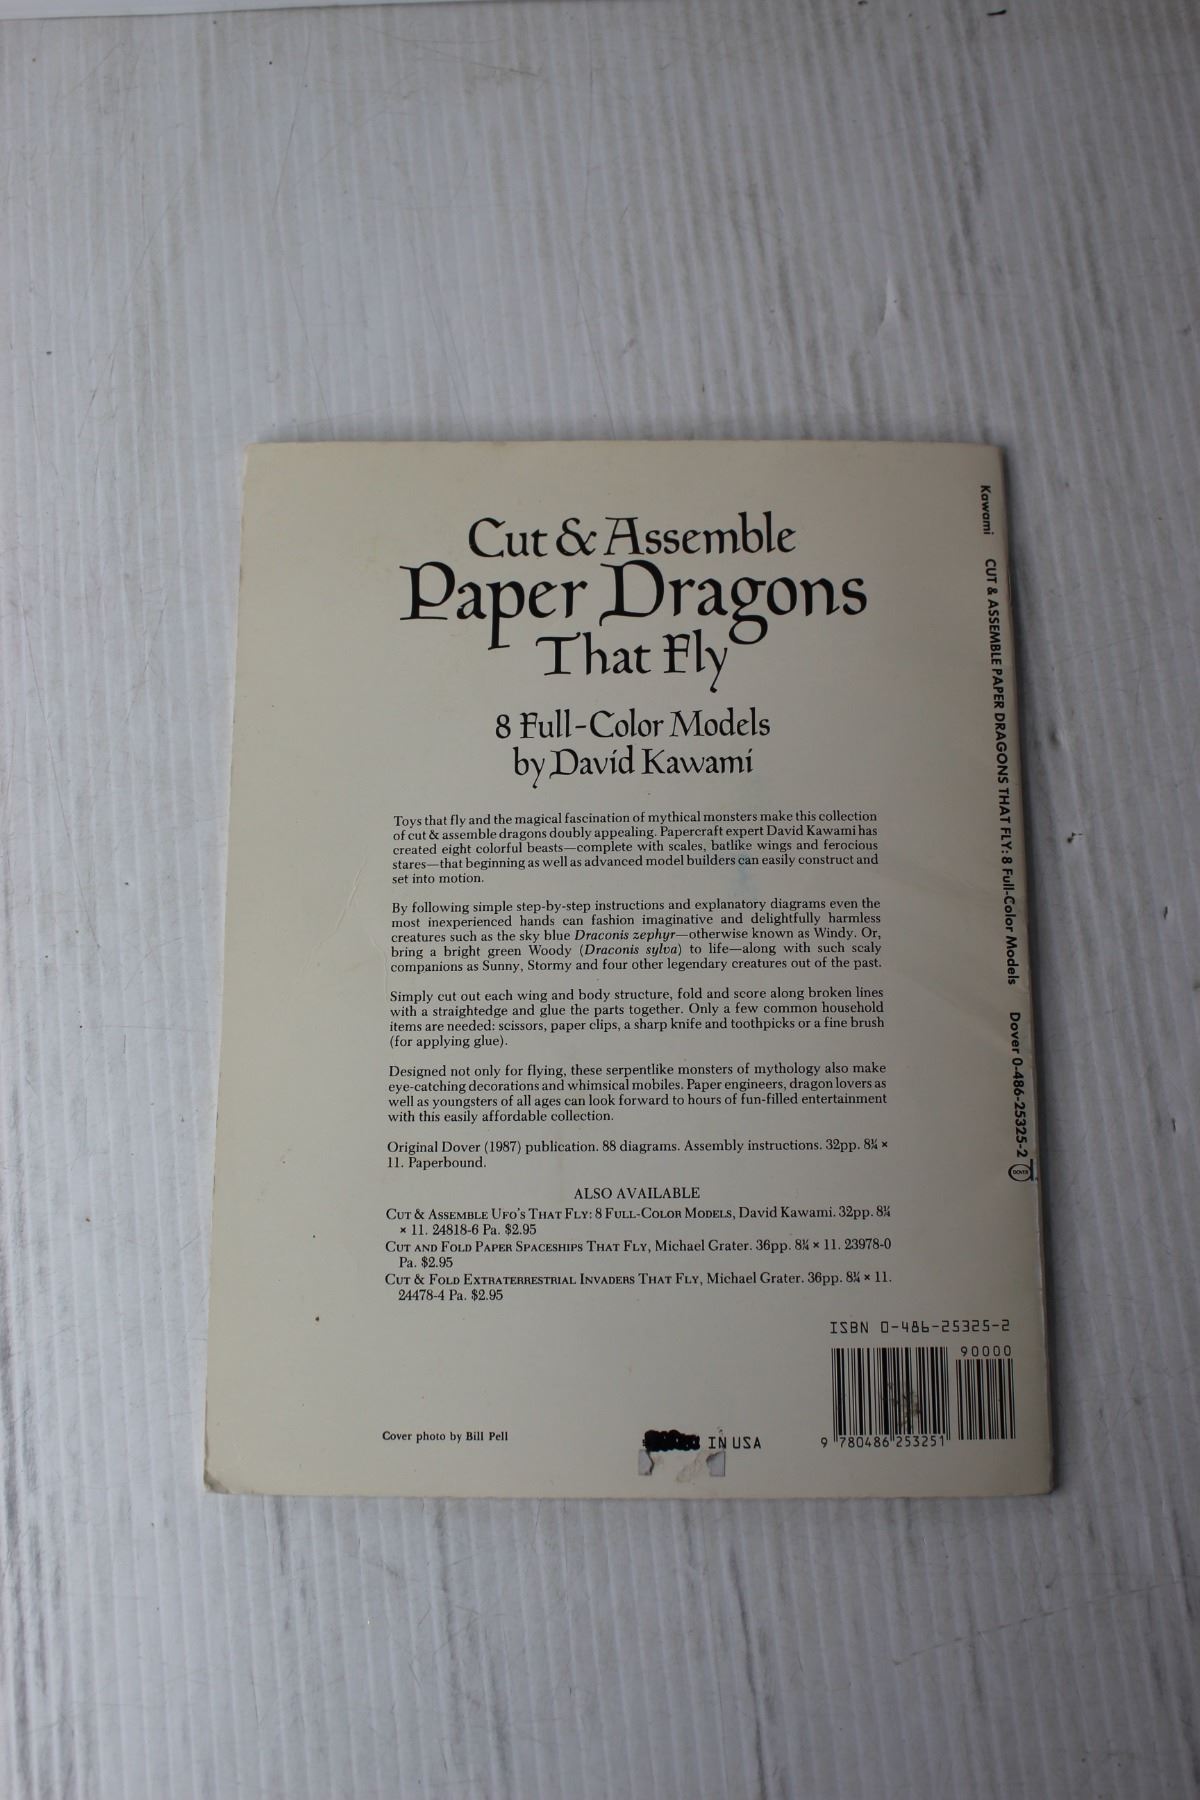 Cut & Assemble
Paper Dragons
That Fly
8 Full-Color Models
by David Kawami
Toys that fly and the magical fascination of mythical monsters make this collection
of cut & assemble dragons doubly appealing. Papercraft expert David Kawami has
created eight colorful beasts—complete with scales, batlike wings and ferocious
stares—that beginning as well as advanced model builders can easily construct and
set into motion.
By following simple step-by-step instructions and explanatory diagrams even the
most inexperienced hands can fashion imaginative and delightfully harmless
creatures such as the sky blue Draconis zephyr—otherwise known as Windy. Or,
bring a bright green Woody (Draconis sylva) to life—along with such scaly
companions as Sunny, Stormy and four other legendary creatures out of the past.
Simply cut out each wing and body structure, fold and score along broken lines
with a straightedge and glue the parts together. Only a few common household
items are needed: scissors, paper clips, a sharp knife and toothpicks or a fine brush
(for applying glue).
Designed not only for flying, these serpentlike monsters of mythology also make
eye-catching decorations and whimsical mobiles. Paper engineers, dragon lovers as
well as youngsters of all ages can look forward to hours of fun-filled entertainment
with this easily affordable collection.
Original Dover (1987) publication. 88 diagrams. Assembly instructions. 32pp. 8¼ ×
11. Paperbound.
ALSO AVAILABLE
CUT & ASSEMBLE UFO'S THAT FLY: 8 FULL-COLOR MODELS, David Kawami. 32pp. 8¼
× 11. 24818-6 Pa. $2.95
CUT AND FOLD PAPER SPACESHIPS THAT FLY, Michael Grater. 36pp. 8¼ × 11. 23978-0
Pa. $2.95
CUT & FOLD EXTRATERRESTRIAL INVADERS THAT FLY, Michael Grater. 36pp. 8¼ × 11.
24478-4 Pa. $2.95
ISBN 0-486-25325-2
90000
9 780486 253251
Cover photo by Bill Pell
IN USA
Kawami CUT & ASSEMBLE PAPER DRAGONS THAT FLY: 8 Full-Color Models Dover 0-486-25325-2
DOVER